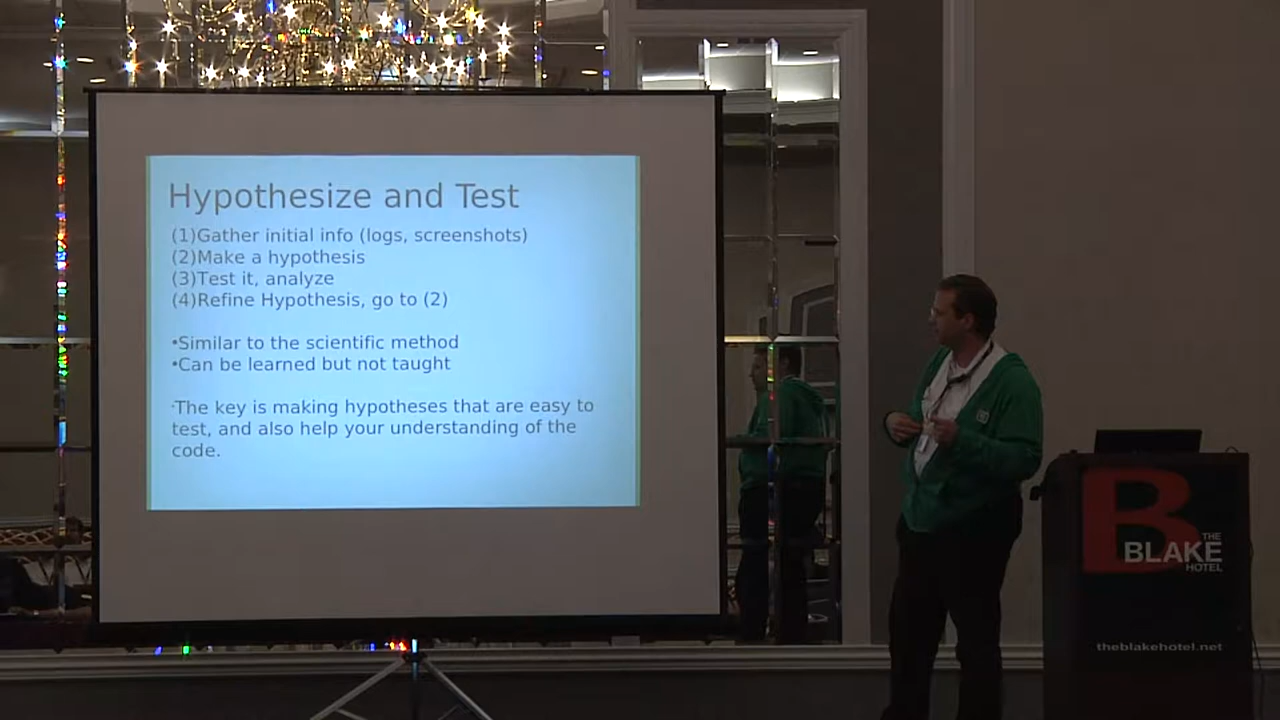 Hypothesize and Test
(1)Gather initial info (logs, screenshots)
(2)Make a hypothesis
(3)Test it, analyze
(4)Refine Hypothesis, go to (2)
•Similar to the scientific method
•Can be learned but not taught
·The key is making hypotheses that are easy to
test, and also help your understanding of the
code.
B
THE
BLAKE
HOTEL
theblakehotel.net